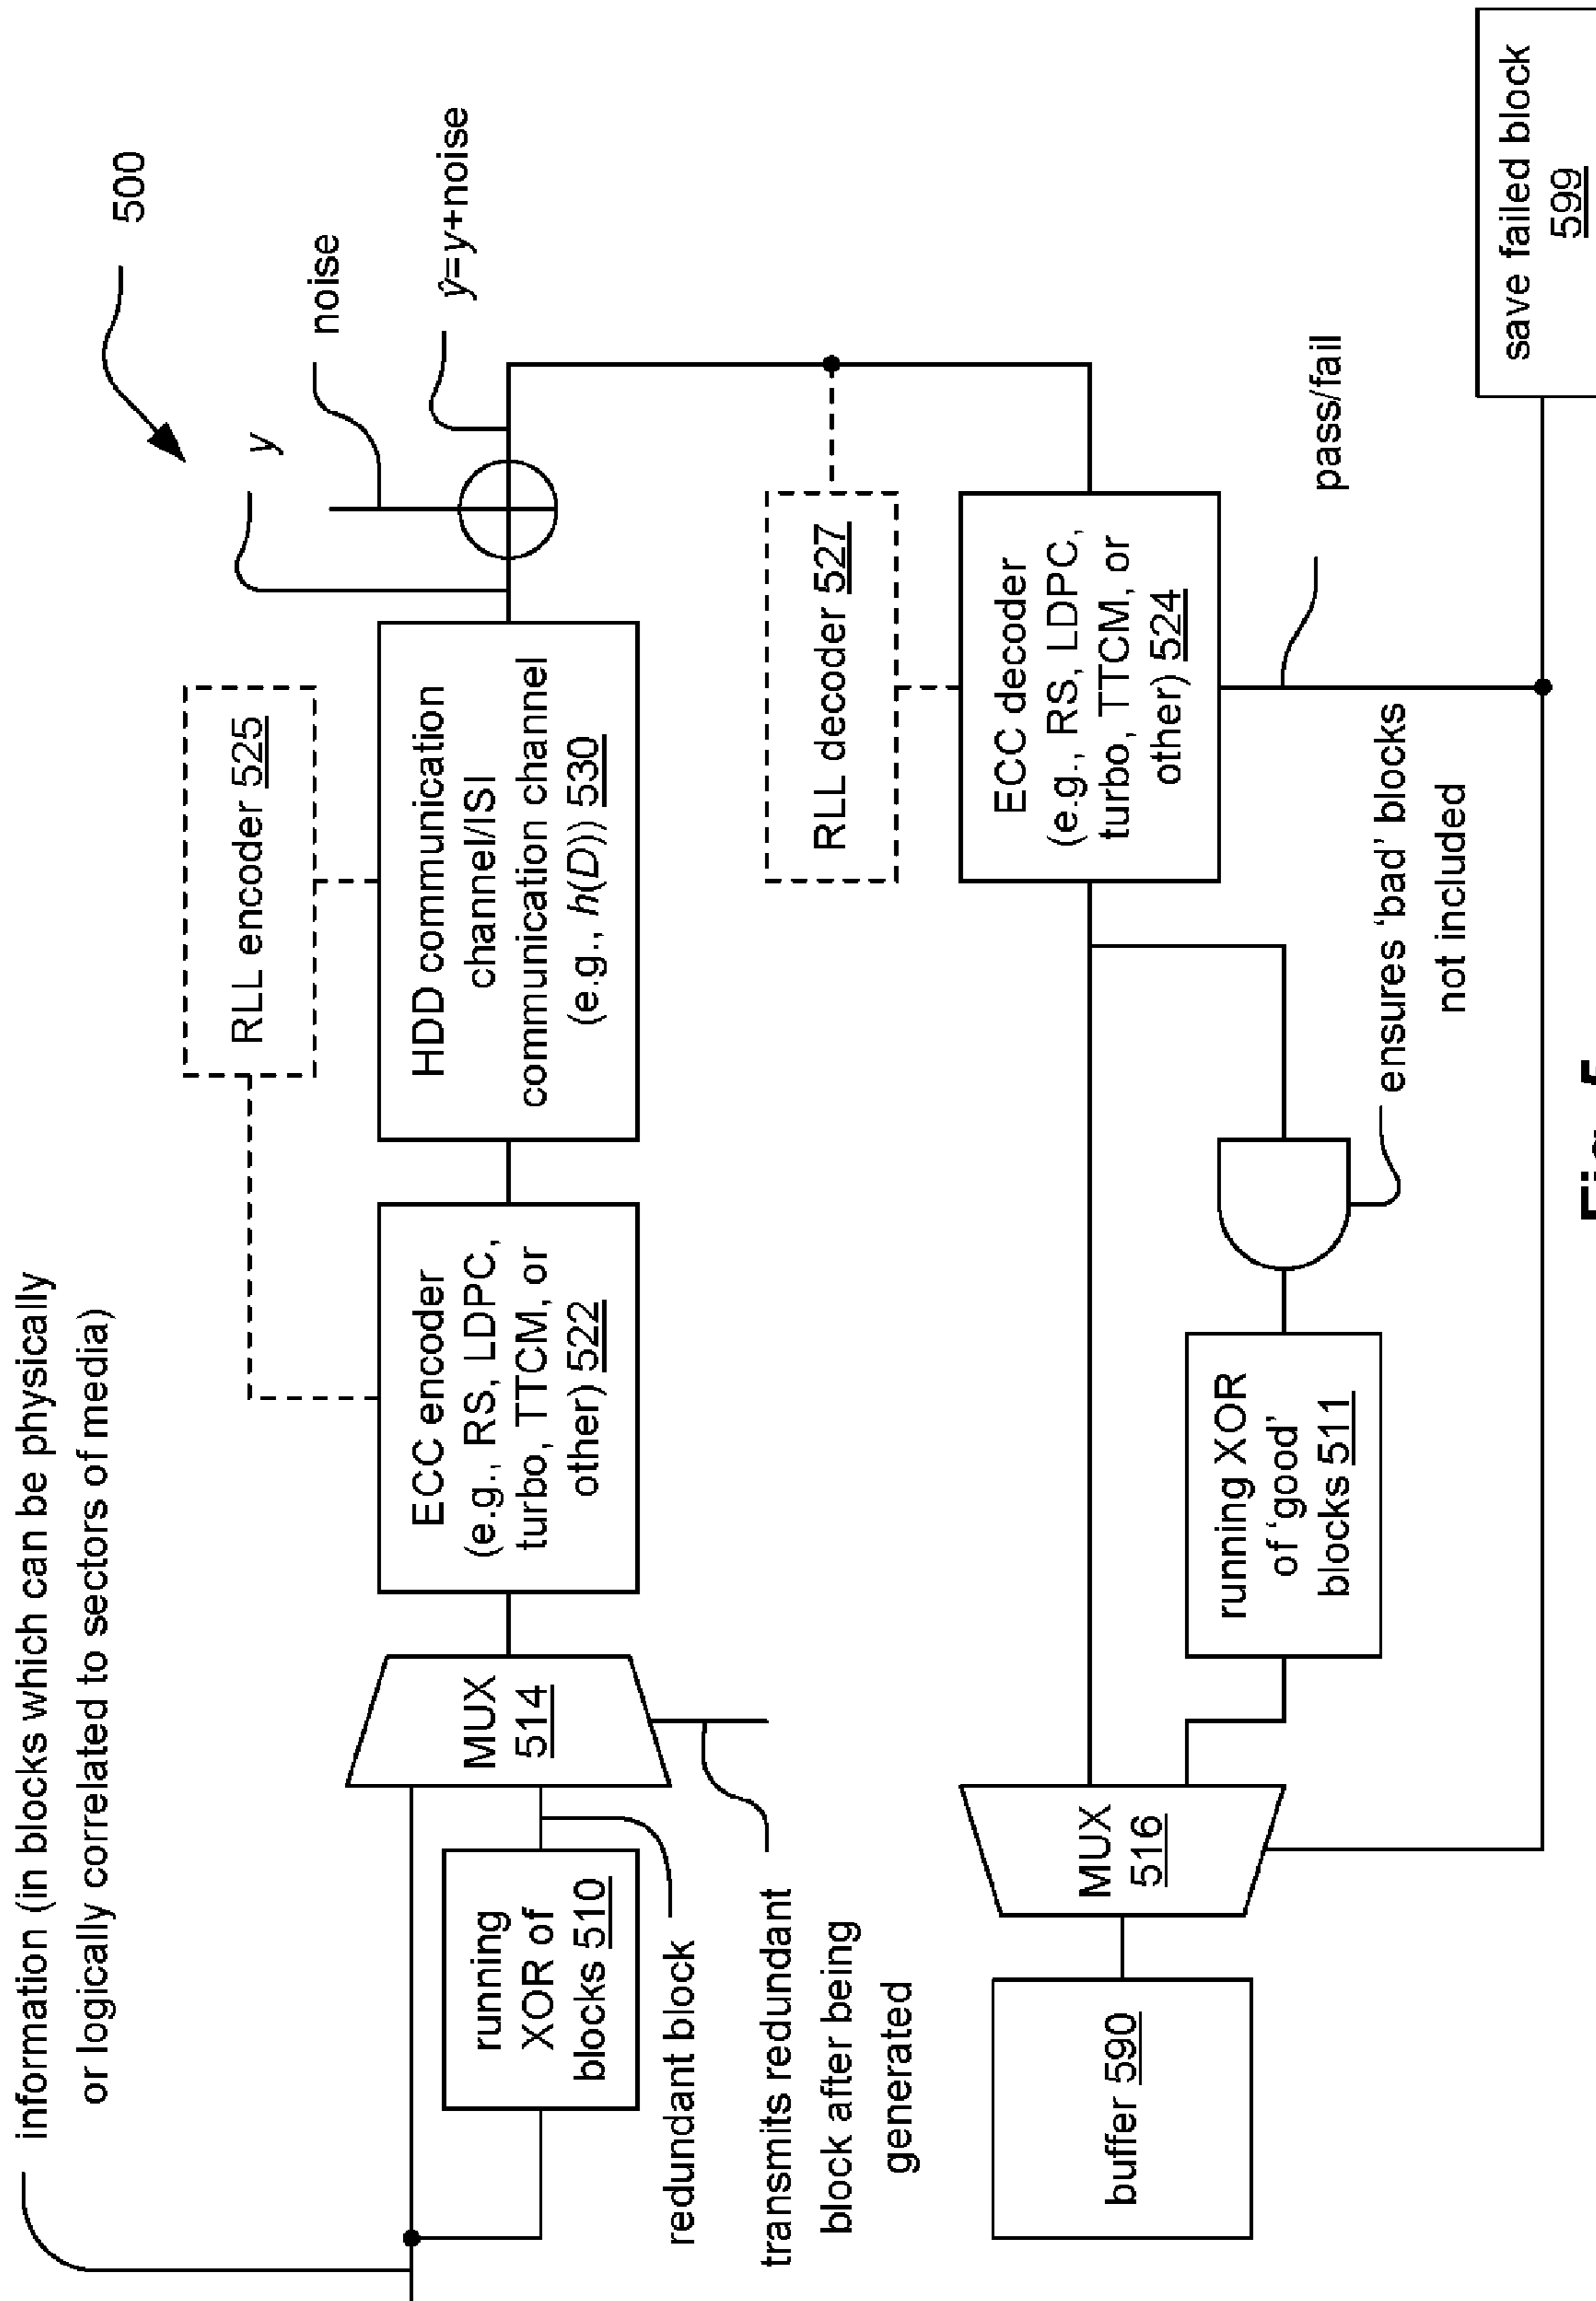 information (in blocks which can be physically
or logically correlated to sectors of media)
500
y
noise
ŷ=y+noise
RLL encoder 525
running
XOR of
blocks 510
MUX
514
ECC encoder
(e.g., RS, LDPC,
turbo, TTCM, or
other) 522
HDD communication
channel/ISI
communication channel
(e.g., h(D)) 530
redundant block
transmits redundant
block after being
generated
RLL decoder 527
buffer 590
MUX
516
running XOR
of ‘good’
blocks 511
ECC decoder
(e.g., RS, LDPC,
turbo, TTCM, or
other) 524
pass/fail
ensures ‘bad’ blocks
not included
save failed block
599